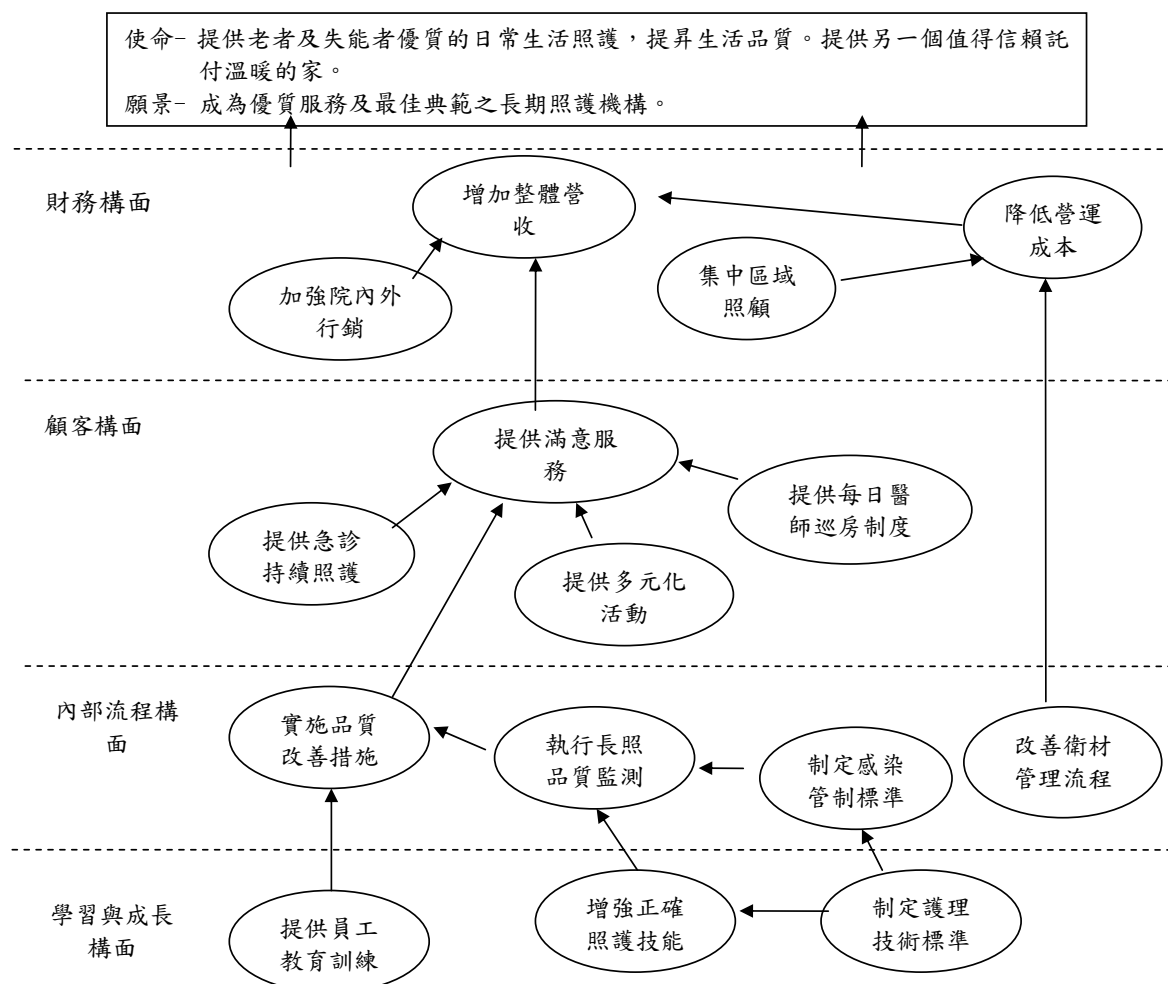 使命- 提供老者及失能者優質的日常生活照護，提昇生活品質。提供另一個值得信賴託
付溫暖的家。
願景- 成為優質服務及最佳典範之長期照護機構。
財務構面
增加整體營
收
降低營運
成本
加強院內外
行銷
集中區域
照顧
顧客構面
提供滿意服
務
提供急診
持續照護
提供多元化
活動
提供每日醫
師巡房制度
內部流程構
面
實施品質
改善措施
執行長照
品質監測
制定感染
管制標準
改善衛材
管理流程
學習與成長
構面
提供員工
教育訓練
增強正確
照護技能
制定護理
技術標準